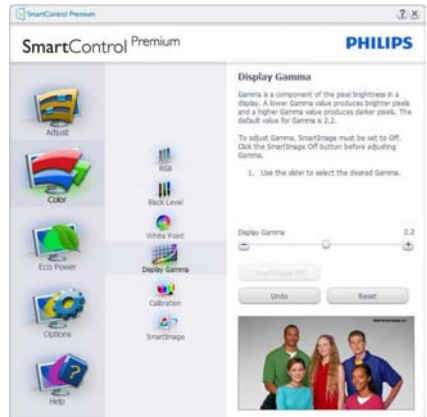 SmartControl Premium
SmartControl Premium
PHILIPS
Adjust
Color
Eco Power
Options
Help
RGB
Black Level
White Point
Display Gamma
Calibration
SmartImage
Display Gamma
Gamma is a component of the pixel brightness in a
display. A lower Gamma value produces brighter pixels
and a higher Gamma value produces darker pixels. The
default value for Gamma is 2.2.
To adjust Gamma, SmartImage must be set to Off.
Click the SmartImage Off button before adjusting
Gamma.
1. Use the slider to select the desired Gamma.
Display Gamma 2.2
SmartImage Off
Undo
Reset